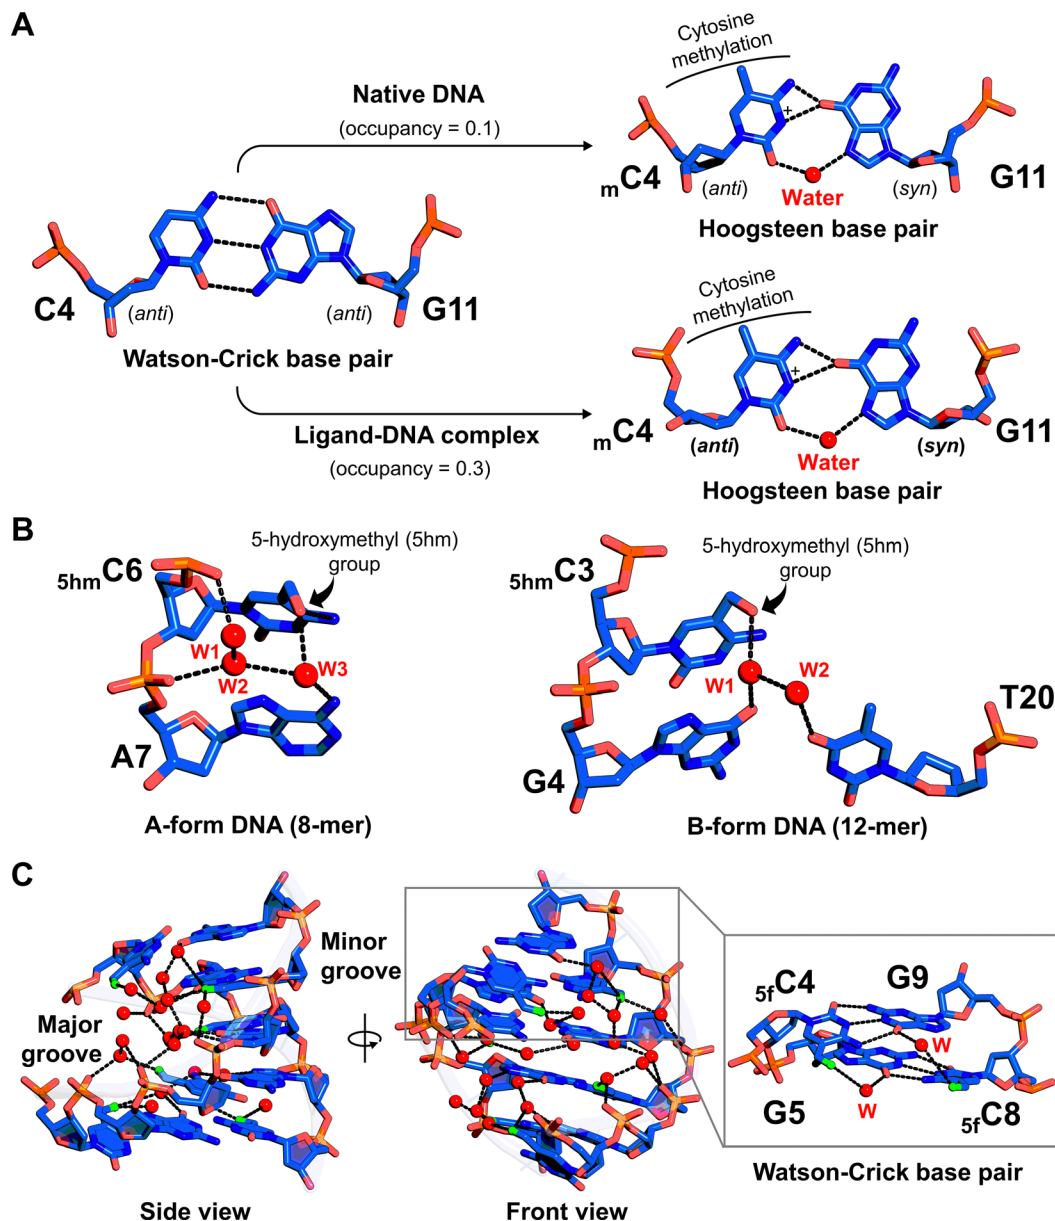 A
Native DNA
(occupancy = 0.1)
Cytosine
methylation
+
mC4
(anti)
Water
(syn)
G11
Hoogsteen base pair
C4
(anti)
(anti)
G11
Watson-Crick base pair
Ligand-DNA complex
(occupancy = 0.3)
Cytosine
methylation
+
mC4
(anti)
Water
(syn)
G11
Hoogsteen base pair
B
5hmC6
5-hydroxymethyl (5hm)
group
W1
W2
W3
A7
A-form DNA (8-mer)
5hmC3
5-hydroxymethyl (5hm)
group
W1
W2
T20
G4
B-form DNA (12-mer)
C
Major
groove
Side view
Minor
groove
Front view
5fC4
G9
W
G5
W
5fC8
Watson-Crick base pair